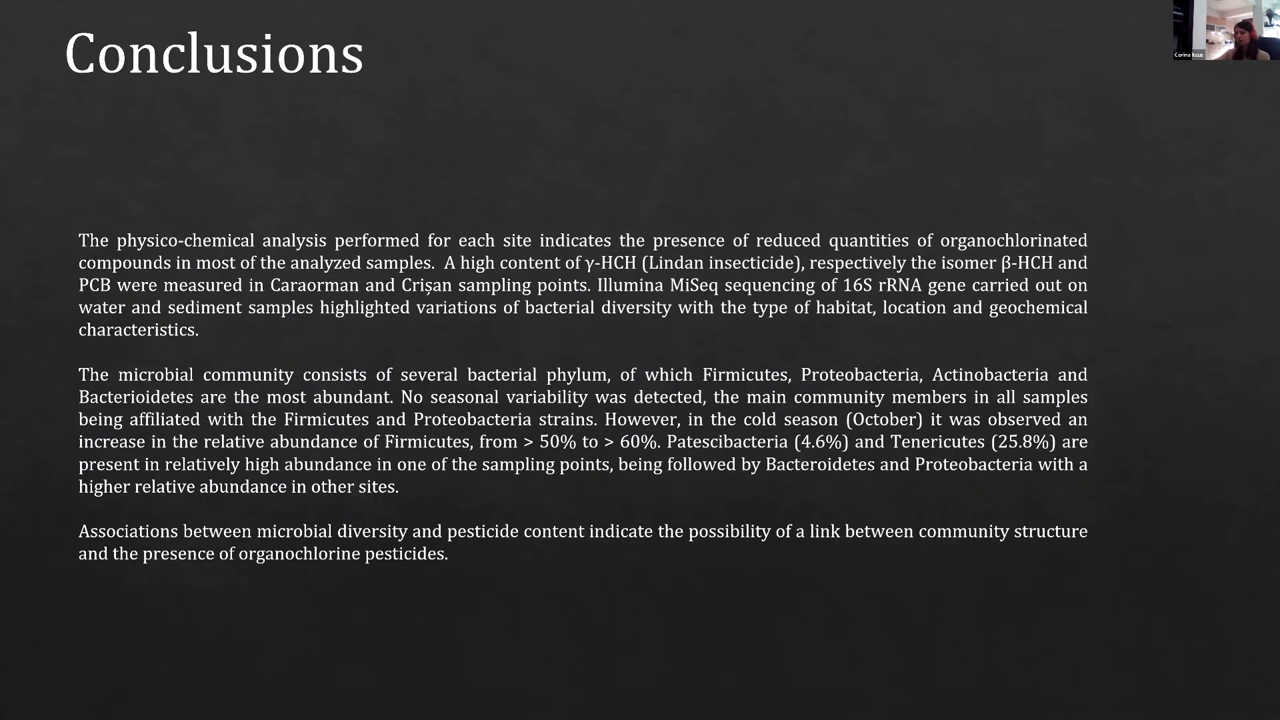 Conclusions
The physico-chemical analysis performed for each site indicates the presence of reduced quantities of organochlorinated
compounds in most of the analyzed samples. A high content of γ-HCH (Lindan insecticide), respectively the isomer β-HCH and
PCB were measured in Caraorman and Crișan sampling points. Illumina MiSeq sequencing of 16S rRNA gene carried out on
water and sediment samples highlighted variations of bacterial diversity with the type of habitat, location and geochemical
characteristics.
The microbial community consists of several bacterial phylum, of which Firmicutes, Proteobacteria, Actinobacteria and
Bacterioidetes are the most abundant. No seasonal variability was detected, the main community members in all samples
being affiliated with the Firmicutes and Proteobacteria strains. However, in the cold season (October) it was observed an
increase in the relative abundance of Firmicutes, from > 50% to > 60%. Patescibacteria (4.6%) and Tenericutes (25.8%) are
present in relatively high abundance in one of the sampling points, being followed by Bacteroidetes and Proteobacteria with a
higher relative abundance in other sites.
Associations between microbial diversity and pesticide content indicate the possibility of a link between community structure
and the presence of organochlorine pesticides.